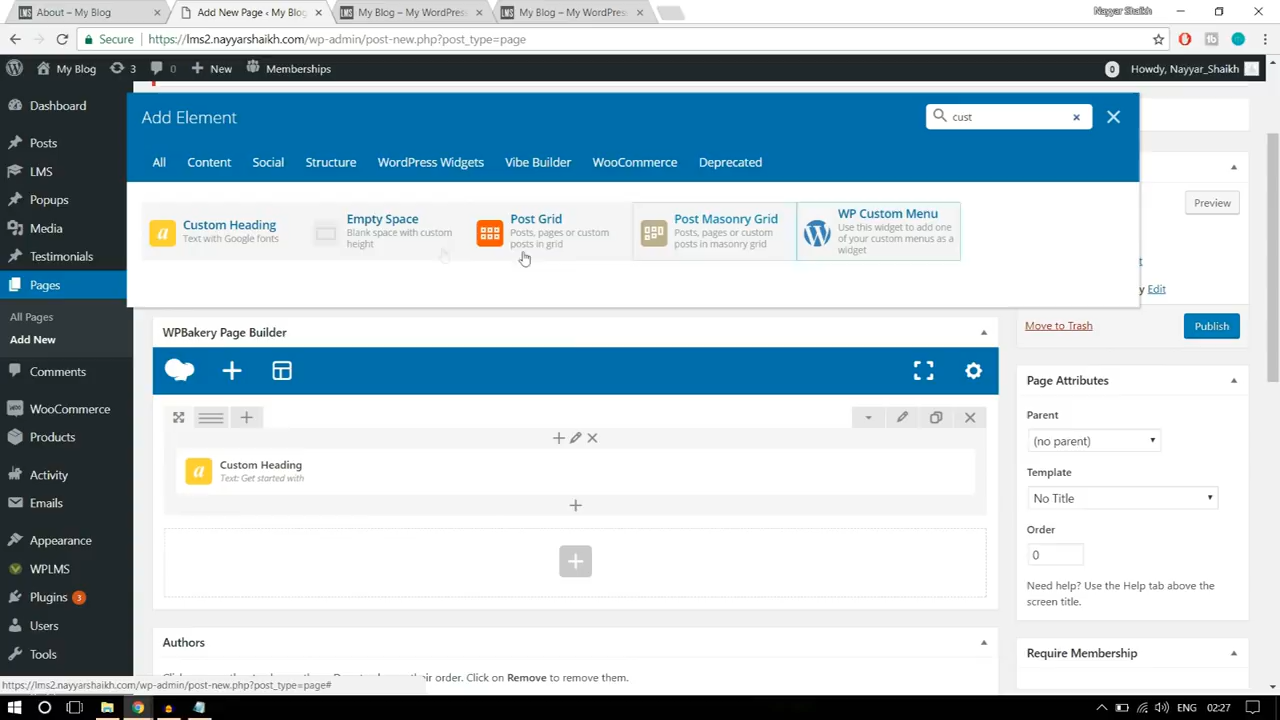 About – My Blog
Add New Page ‹ My Blog
My Blog – My WordPres
My Blog – My WordPres
Nayyar Shaikh
Secure
https://lms2.nayyarshaikh.com/wp-admin/post-new.php?post_type=page
My Blog
3
0
New
Memberships
0
Howdy, Nayyar_Shaikh
Dashboard
Posts
LMS
Popups
Media
Testimonials
Pages
All Pages
Add New
Comments
WooCommerce
Products
Activity
Emails
Appearance
WPLMS
Plugins 3
Users
Tools
Add Element
cust
All
Content
Social
Structure
WordPress Widgets
Vibe Builder
WooCommerce
Deprecated
Custom Heading
Text with Google fonts
Empty Space
Blank space with custom
height
Post Grid
Posts, pages or custom
posts in grid
Post Masonry Grid
Posts, pages or custom
posts in masonry grid
WP Custom Menu
Use this widget to add one
of your custom menus as a
widget
Preview
Edit
Move to Trash
Publish
WPBakery Page Builder
Custom Heading
Text: Get started with
Page Attributes
Parent
(no parent)
Template
No Title
Order
0
Need help? Use the Help tab above the
screen title.
Authors
Remove to remove them.
Require Membership
https://lms2.nayyarshaikh.com/wp-admin/post-new.php?post_type=page#
ENG
02:27